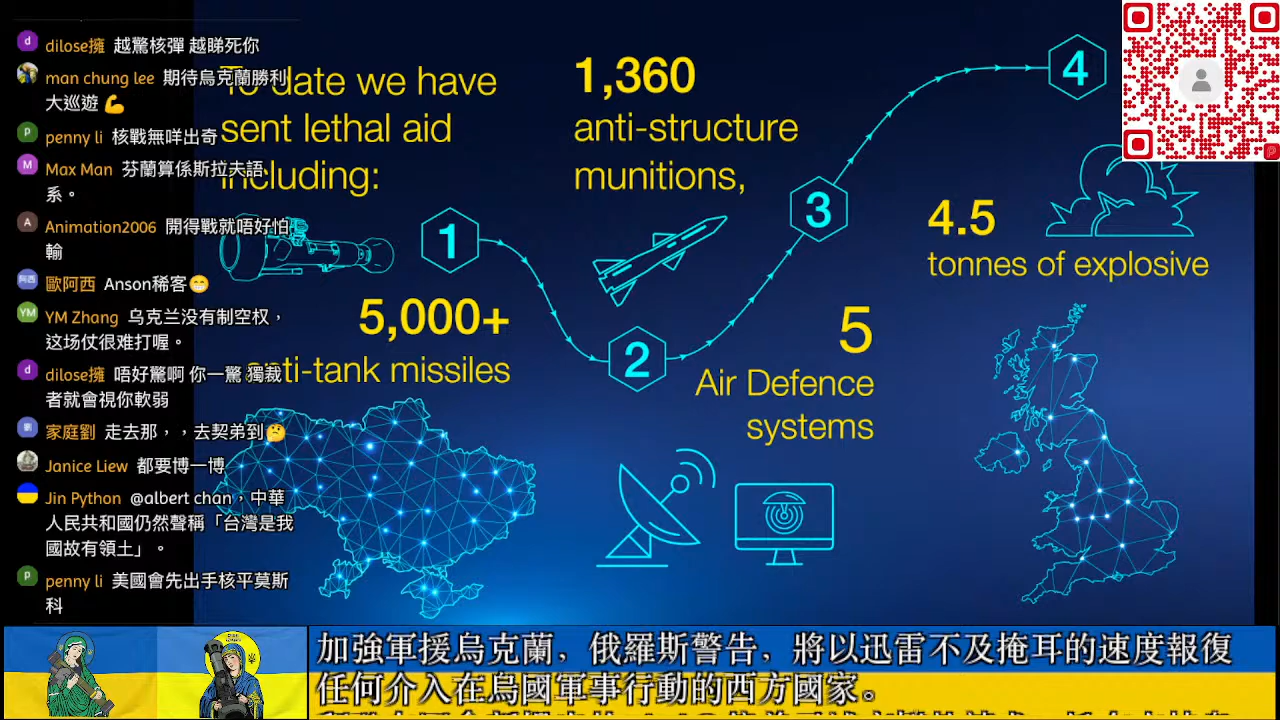 dilose擁 越驚核彈 越睇死你
man chung lee 期待烏克蘭勝利
大巡遊💪
penny li 核戰無咩出奇
Max Man 芬蘭算係斯拉夫語
系。
Animation2006 開得戰就唔好怕
輸
歐阿西 Anson稀客😁
YM Zhang 乌克兰没有制空权，
这场仗很难打喔。
dilose擁 唔好驚啊 你一驚 獨裁
者就會視你軟弱
家庭劉 走去那，，去契弟到🤔
Janice Liew 都要博一博
Jin Python @albert chan，中華
人民共和國仍然聲稱「台灣是我
國故有領土」。
penny li 美國會先出手核平莫斯
科
To date we have
sent lethal aid
including:
1
5,000+
anti-tank missiles
1,360
anti-structure
munitions,
2
5
Air Defence
systems
3
4.5
tonnes of explosive
4
加強軍援烏克蘭，俄羅斯警告，將以迅雷不及掩耳的速度報復
任何介入在烏國軍事行動的西方國家。